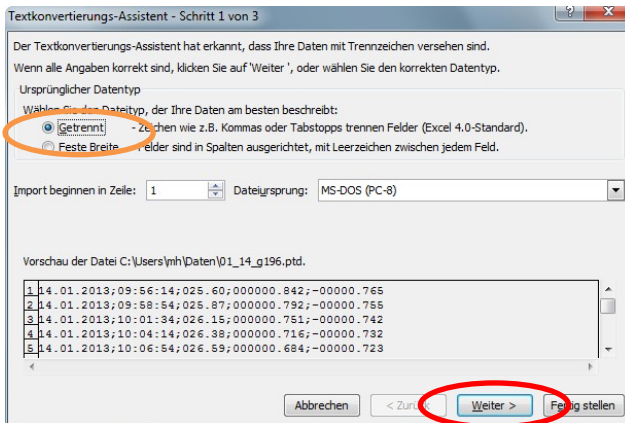 Textkonvertierungs-Assistent - Schritt 1 von 3
Der Textkonvertierungs-Assistent hat erkannt, dass Ihre Daten mit Trennzeichen versehen sind.
Wenn alle Angaben korrekt sind, klicken Sie auf 'Weiter ', oder wählen Sie den korrekten Datentyp.
Ursprünglicher Datentyp
Wählen Sie den Dateityp, der Ihre Daten am besten beschreibt:
Getrennt - Zeichen wie z.B. Kommas oder Tabstopps trennen Felder (Excel 4.0-Standard).
Feste Breite - Felder sind in Spalten ausgerichtet, mit Leerzeichen zwischen jedem Feld.
Import beginnen in Zeile: 1 Dateiursprung: MS-DOS (PC-8)
Vorschau der Datei C:\Users\mh\Daten\01_14_g196.ptd.
1 14.01.2013;09:56:14;025.60;000000.842;-00000.765
2 14.01.2013;09:58:54;025.87;000000.792;-00000.755
3 14.01.2013;10:01:34;026.15;000000.751;-00000.742
4 14.01.2013;10:04:14;026.38;000000.716;-00000.732
5 14.01.2013;10:06:54;026.59;000000.684;-00000.723
Abbrechen < Zurück Weiter > Fertig stellen